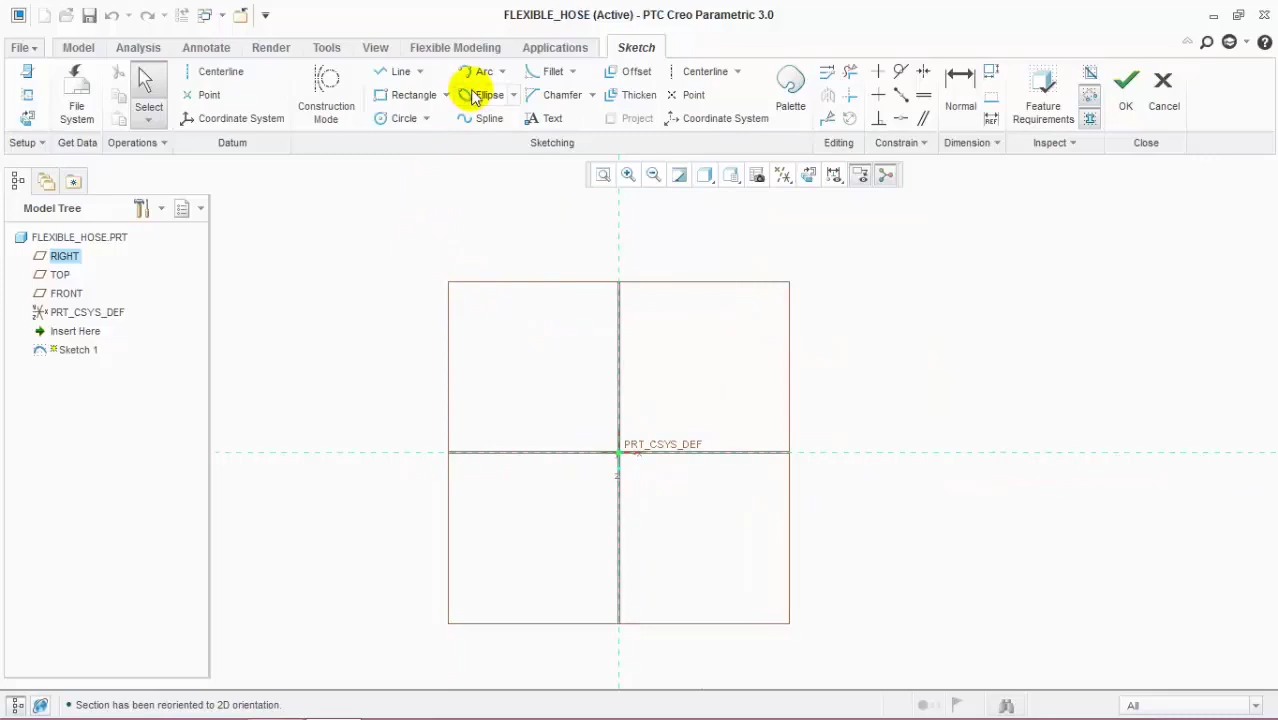 FLEXIBLE_HOSE (Active) - PTC Creo Parametric 3.0
File Model Analysis Annotate Render Tools View Flexible Modeling Applications Sketch
Centerline Line Arc Fillet Offset Centerline
Point Rectangle Ellipse Chamfer Thicken Point
Coordinate System Circle Spline Text Project Coordinate System
File System
Select
Construction Mode
Palette
Normal
Feature Requirements
OK Cancel
Setup Get Data Operations Datum Sketching Editing Constrain Dimension Inspect Close
Model Tree
FLEXIBLE_HOSE.PRT
RIGHT
TOP
FRONT
PRT_CSYS_DEF
Insert Here
Sketch 1
PRT_CSYS_DEF
Z
Section has been reoriented to 2D orientation.
All